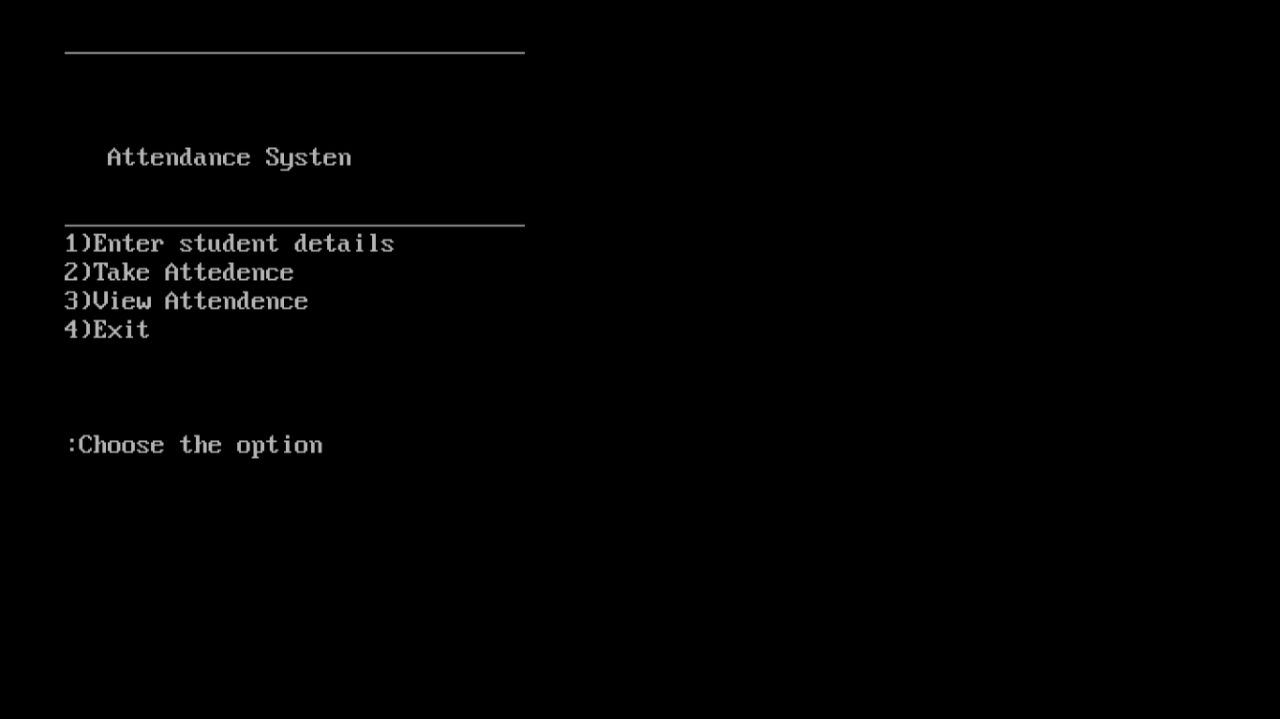 Attendance Systen
1)Enter student details
2)Take Attedence
3)View Attendence
4)Exit
:Choose the option